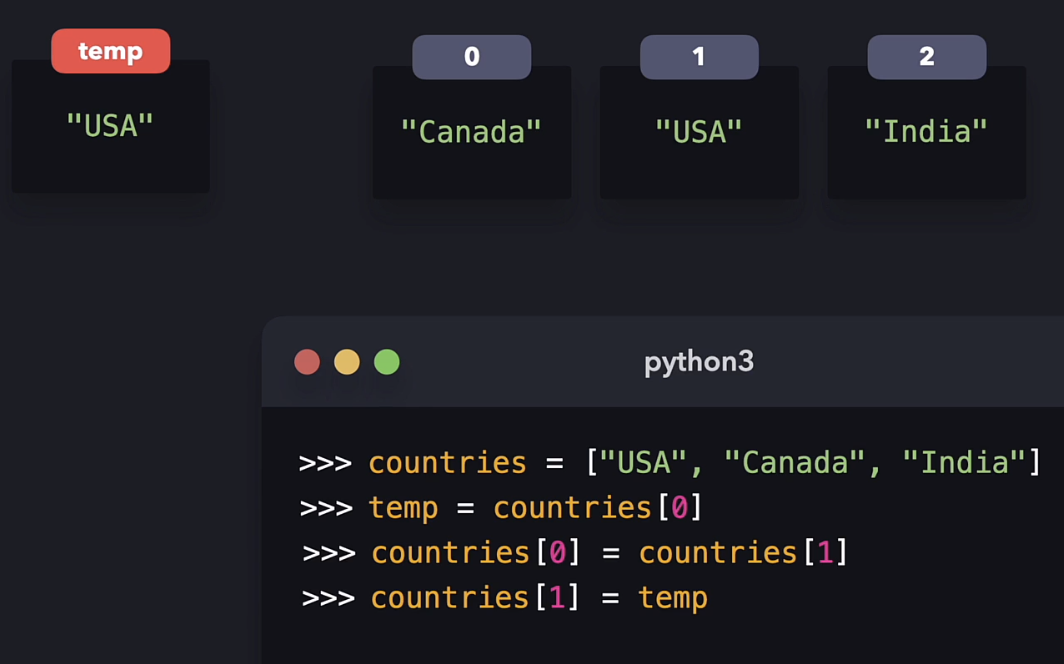 temp 0 1 2
"USA" "Canada" "USA" "India"
python3
>>> countries = ["USA", "Canada", "India"]
>>> temp = countries[0]
>>> countries[0] = countries[1]
>>> countries[1] = temp